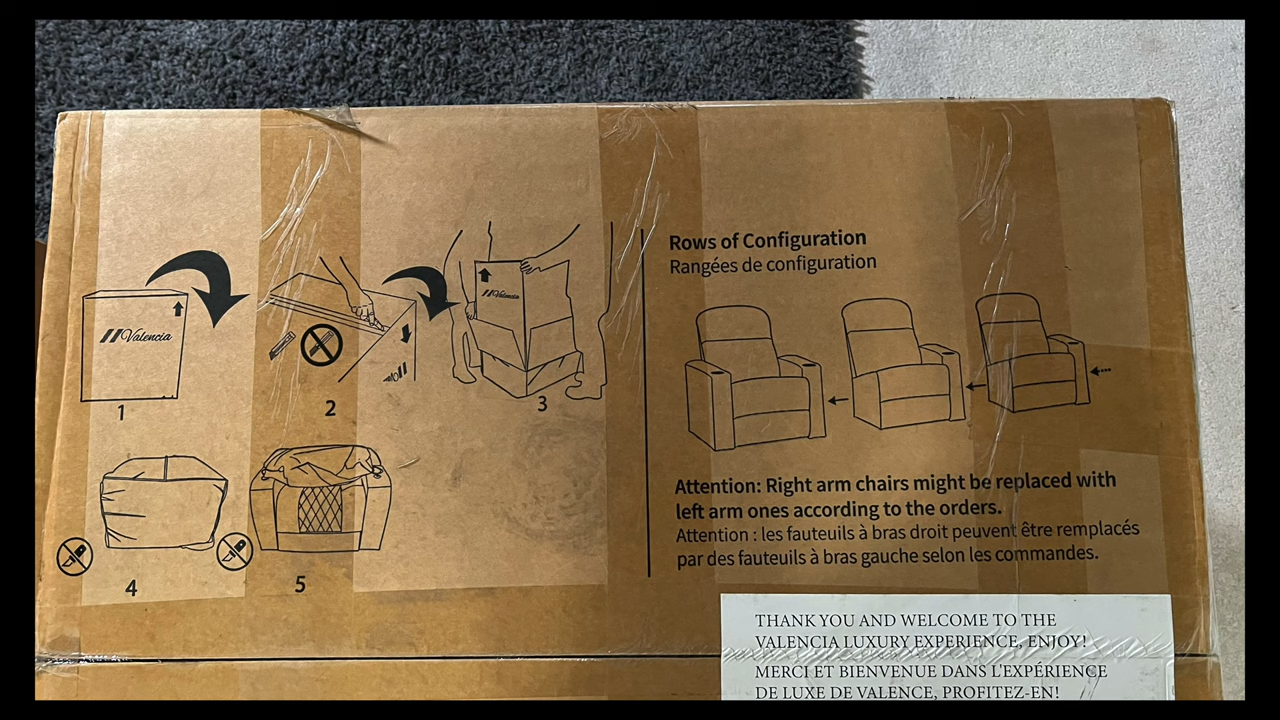 Valencia
1
2
Valencia
3
4
5
Rows of Configuration
Rangées de configuration
Attention: Right arm chairs might be replaced with
left arm ones according to the orders.
Attention : les fauteuils à bras droit peuvent être remplacés
par des fauteuils à bras gauche selon les commandes.
THANK YOU AND WELCOME TO THE
VALENCIA LUXURY EXPERIENCE, ENJOY!
MERCI ET BIENVENUE DANS L'EXPÉRIENCE
DE LUXE DE VALENCE, PROFITEZ-EN!